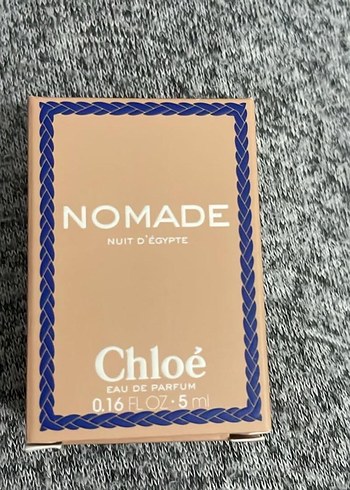 NOMADE
NUIT D'ÉGYPTE
Chloé
EAU DE PARFUM
0.16 FL OZ • 5 ml